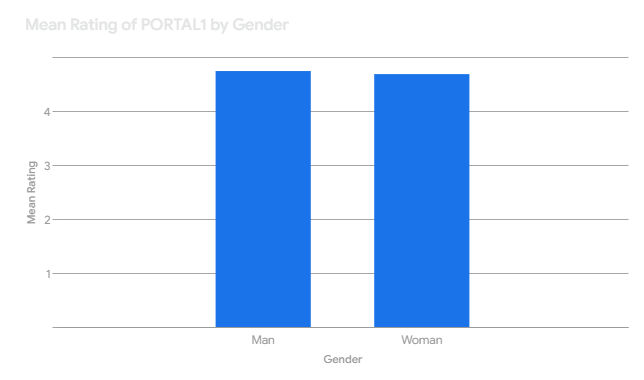 Mean Rating of PORTAL1 by Gender
4
3
2
1
Mean Rating
Man Woman
Gender